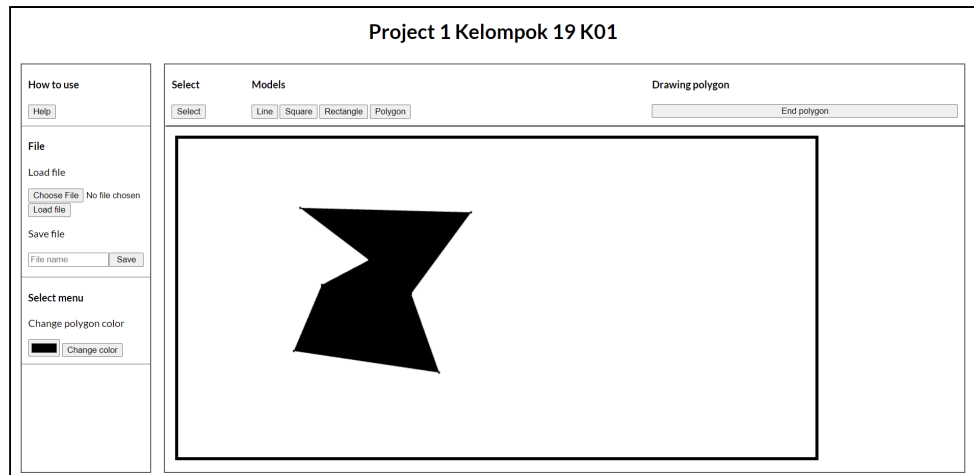 Project 1 Kelompok 19 K01
How to use
Help
File
Load file
Choose File No file chosen
Load file
Save file
File name Save
Select menu
Change polygon color
Change color
Select Models Drawing polygon
Select Line Square Rectangle Polygon End polygon